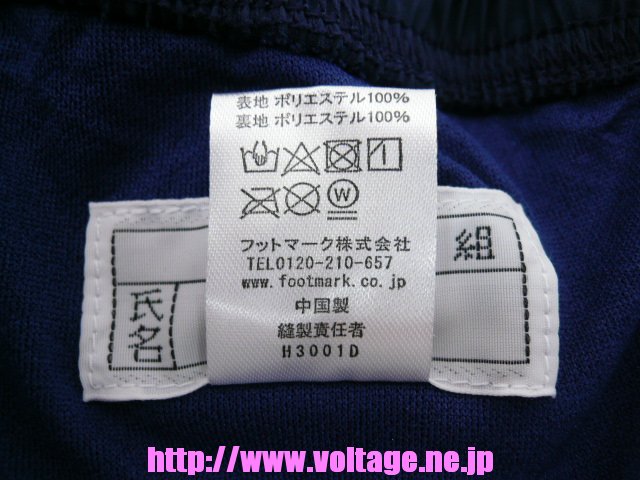 表地 ポリエステル100%
裏地 ポリエステル100%
W
フットマーク株式会社
TEL0120-210-657
www.footmark.co.jp
中国製
縫製責任者
H3001D
組
氏名
http://www.voltage.ne.jp